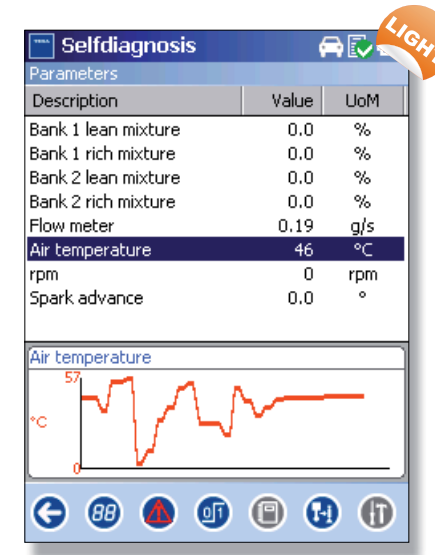 LIGHT
TEXA Selfdiagnosis
Parameters
Description Value UoM
Bank 1 lean mixture 0.0 %
Bank 1 rich mixture 0.0 %
Bank 2 lean mixture 0.0 %
Bank 2 rich mixture 0.0 %
Flow meter 0.19 g/s
Air temperature 46 °C
rpm 0 rpm
Spark advance 0.0 °
Air temperature
57
°C
0
88